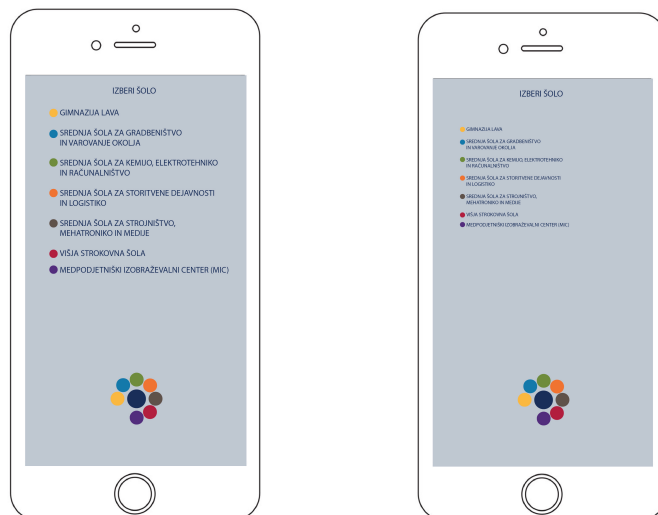 IZBERI ŠOLO
GIMNAZIJA LAVA
SREDNJA ŠOLA ZA GRADBENIŠTVO
IN VAROVANJE OKOLJA
SREDNJA ŠOLA ZA KEMIJO, ELEKTROTEHNIKO
IN RAČUNALNIŠTVO
SREDNJA ŠOLA ZA STORITVENE DEJAVNOSTI
IN LOGISTIKO
SREDNJA ŠOLA ZA STROJNIŠTVO,
MEHATRONIKO IN MEDIJE
VIŠJA STROKOVNA ŠOLA
MEDPODJETNIŠKI IZOBRAŽEVALNI CENTER (MIC)
IZBERI ŠOLO
GIMNAZIJA LAVA
SREDNJA ŠOLA ZA GRADBENIŠTVO
IN VAROVANJE OKOLJA
SREDNJA ŠOLA ZA KEMIJO, ELEKTROTEHNIKO
IN RAČUNALNIŠTVO
SREDNJA ŠOLA ZA STORITVENE DEJAVNOSTI
IN LOGISTIKO
SREDNJA ŠOLA ZA STROJNIŠTVO,
MEHATRONIKO IN MEDIJE
VIŠJA STROKOVNA ŠOLA
MEDPODJETNIŠKI IZOBRAŽEVALNI CENTER (MIC)